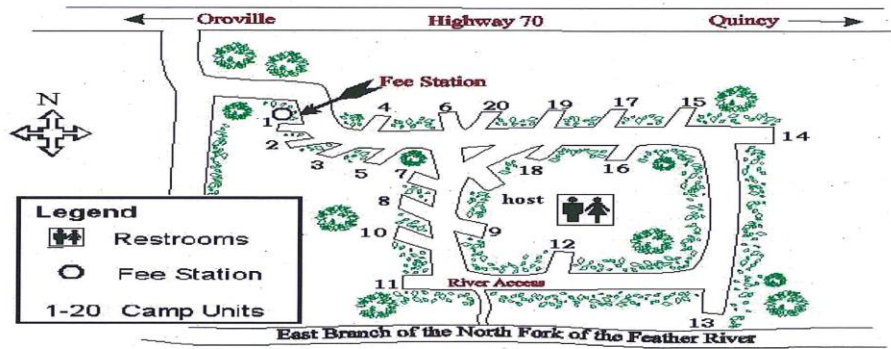 Oroville Highway 70 Quincy
Fee Station
N
1 4 6 20 19 17 15
14
2
3 5 7 18 16
host
8
9
10
12
11 River Access
13
East Branch of the North Fork of the Feather River
Legend
Restrooms
Fee Station
1-20 Camp Units